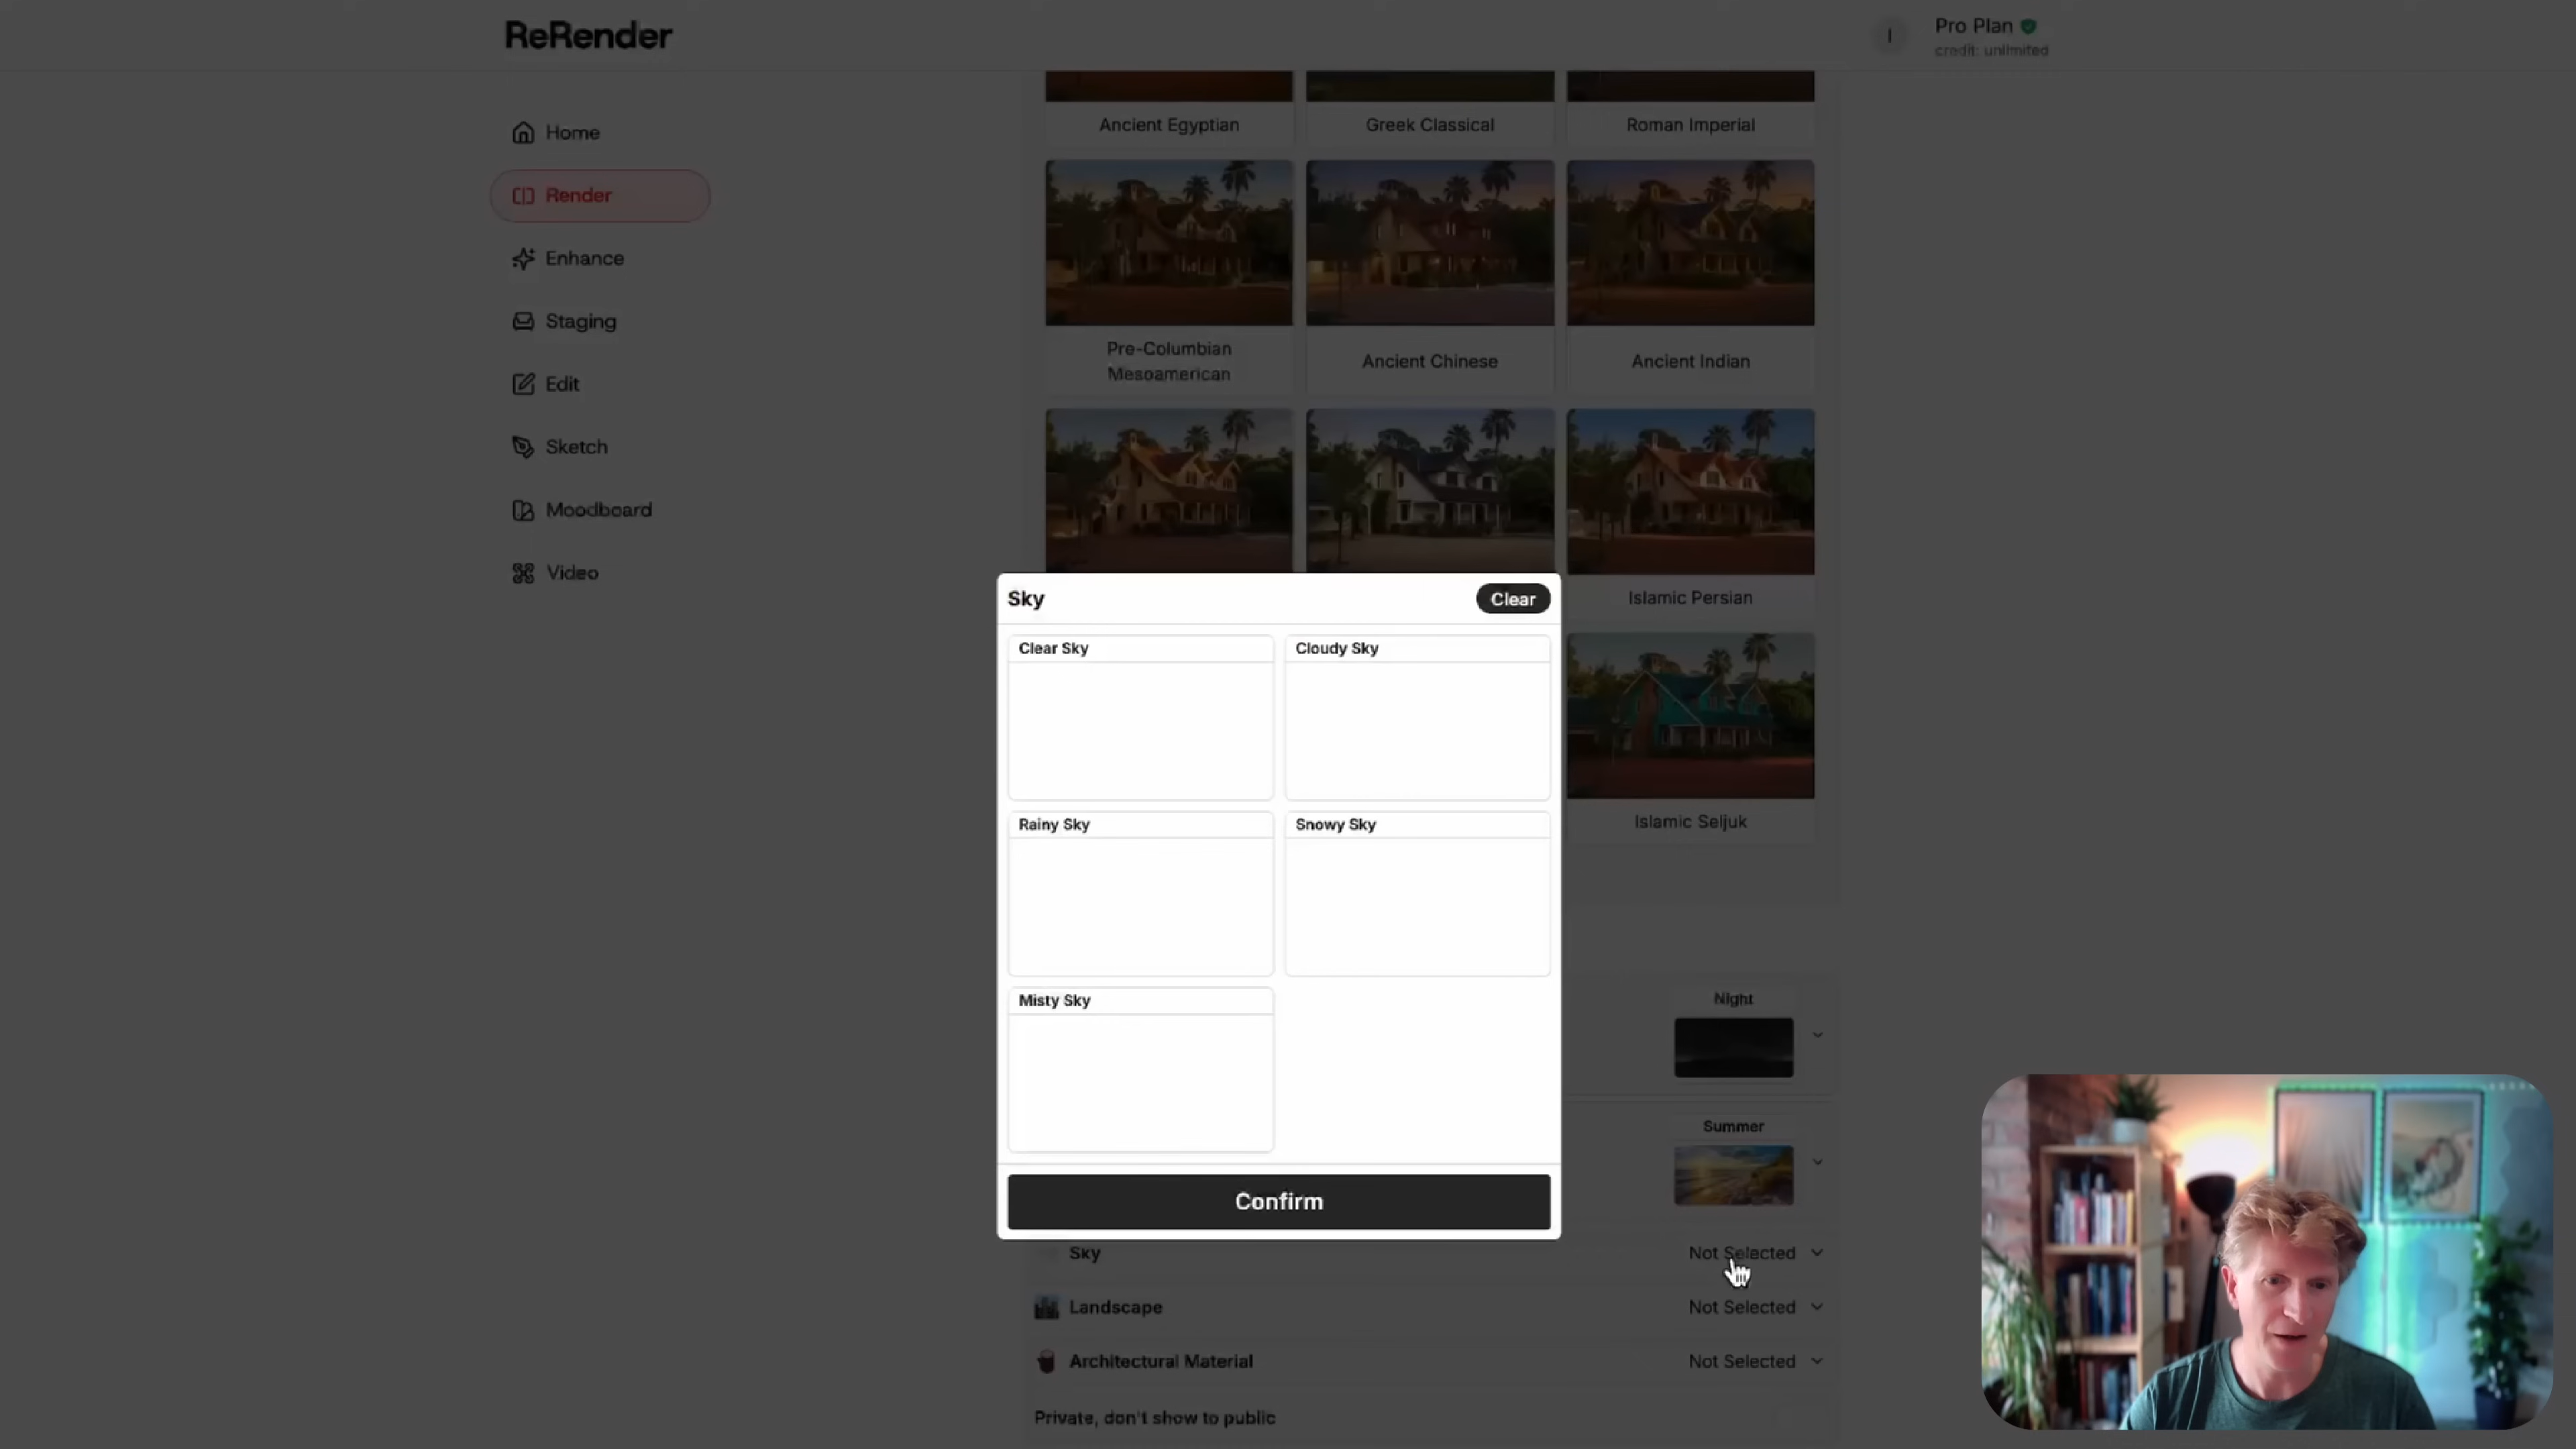 ReRender
I
Pro Plan
credit: unlimited
Home
Render
Enhance
Staging
Edit
Sketch
Moodboard
Video
Ancient Egyptian
Greek Classical
Roman Imperial
Pre-Columbian
Mesoamerican
Ancient Chinese
Ancient Indian
Islamic Persian
Islamic Seljuk
Sky
Clear
Clear Sky
Cloudy Sky
Rainy Sky
Snowy Sky
Misty Sky
Confirm
Night
Summer
Sky
Not Selected
Landscape
Not Selected
Architectural Material
Not Selected
Private, don't show to public